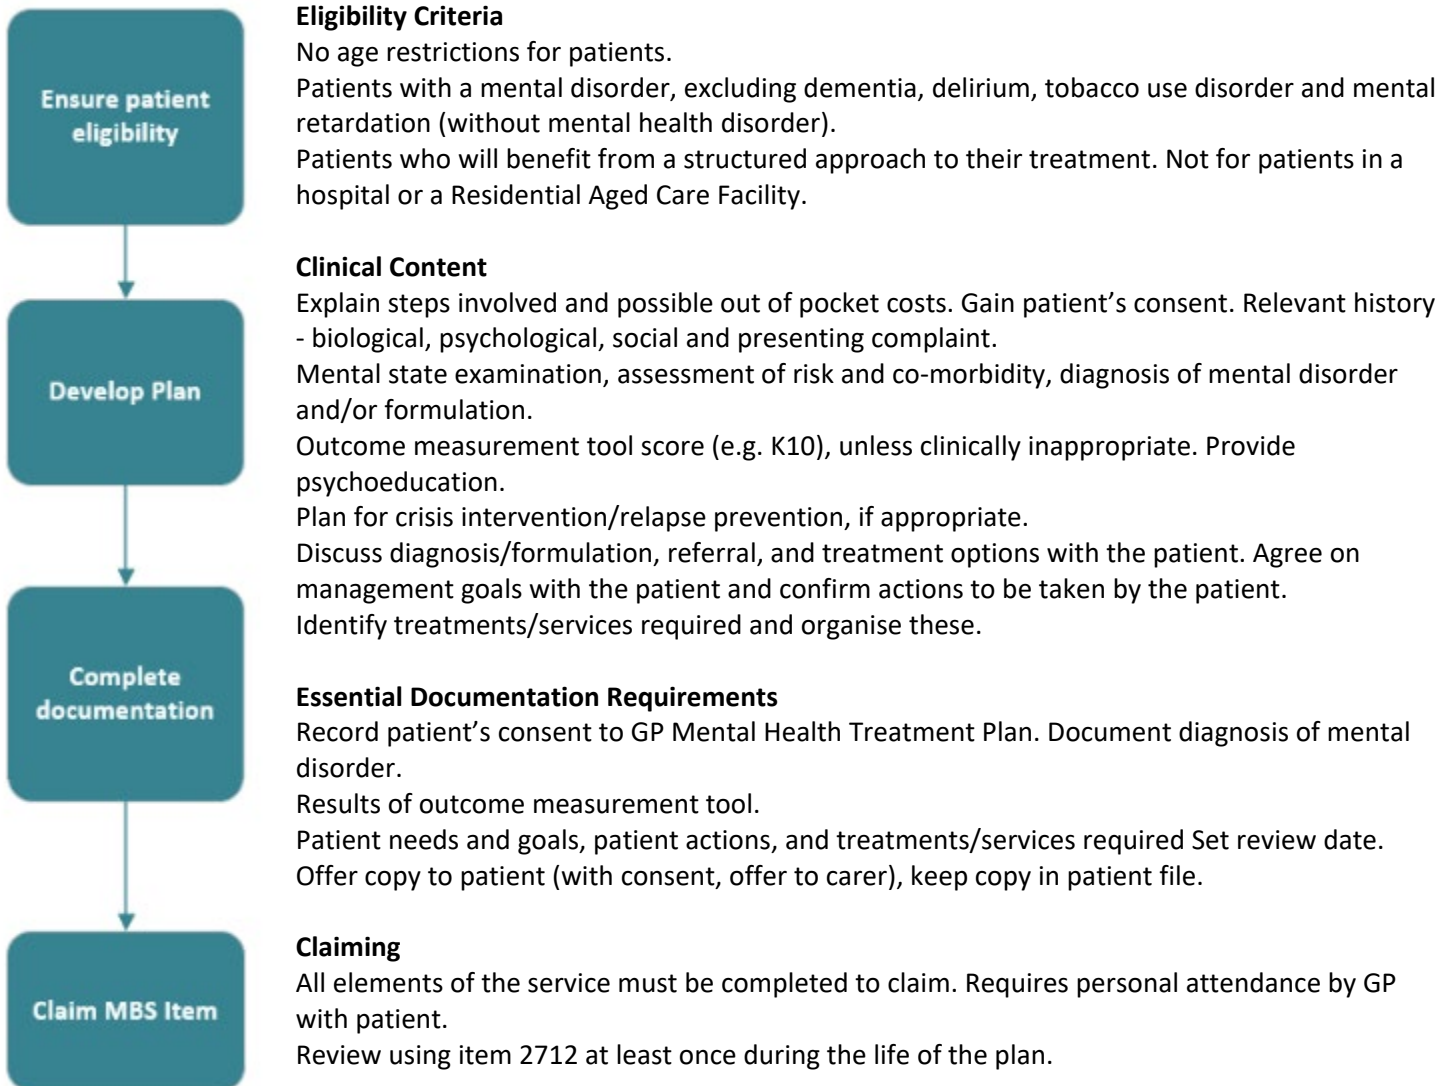 Ensure patient
eligibility
Eligibility Criteria
No age restrictions for patients.
Patients with a mental disorder, excluding dementia, delirium, tobacco use disorder and mental
retardation (without mental health disorder).
Patients who will benefit from a structured approach to their treatment. Not for patients in a
hospital or a Residential Aged Care Facility.
Develop Plan
Clinical Content
Explain steps involved and possible out of pocket costs. Gain patient’s consent. Relevant history
- biological, psychological, social and presenting complaint.
Mental state examination, assessment of risk and co-morbidity, diagnosis of mental disorder
and/or formulation.
Outcome measurement tool score (e.g. K10), unless clinically inappropriate. Provide
psychoeducation.
Plan for crisis intervention/relapse prevention, if appropriate.
Discuss diagnosis/formulation, referral, and treatment options with the patient. Agree on
management goals with the patient and confirm actions to be taken by the patient.
Identify treatments/services required and organise these.
Complete
documentation
Essential Documentation Requirements
Record patient’s consent to GP Mental Health Treatment Plan. Document diagnosis of mental
disorder.
Results of outcome measurement tool.
Patient needs and goals, patient actions, and treatments/services required Set review date.
Offer copy to patient (with consent, offer to carer), keep copy in patient file.
Claim MBS Item
Claiming
All elements of the service must be completed to claim. Requires personal attendance by GP
with patient.
Review using item 2712 at least once during the life of the plan.